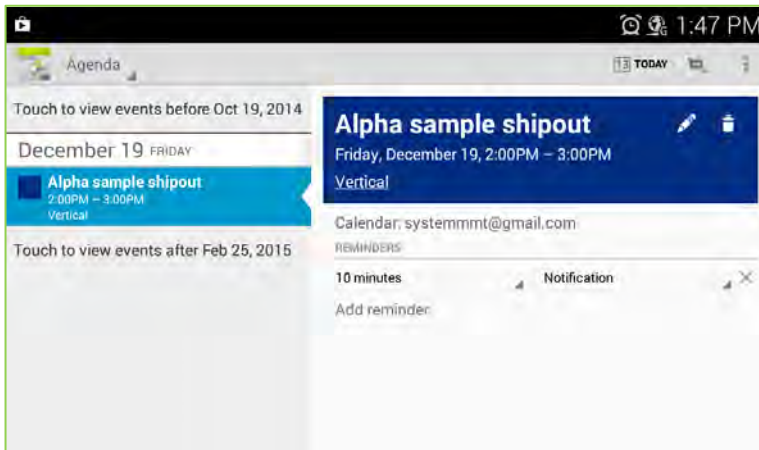 1:47 PM
Agenda
13 TODAY
Touch to view events before Oct 19, 2014
December 19 FRIDAY
Alpha sample shipout
2:00PM – 3:00PM
Vertical
Touch to view events after Feb 25, 2015
Alpha sample shipout
Friday, December 19, 2:00PM – 3:00PM
Vertical
Calendar: systemmmt@gmail.com
REMINDERS
10 minutes
Notification
Add reminder